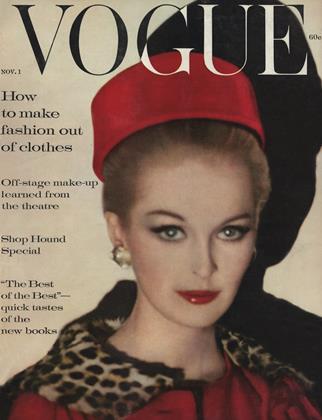 VOGUE
60c
NOV. 1
How
to make
fashion out
of clothes
Off-stage make-up
learned from
the theatre
Shop Hound
Special
“The Best
of the Best”—
quick tastes
of the
new books